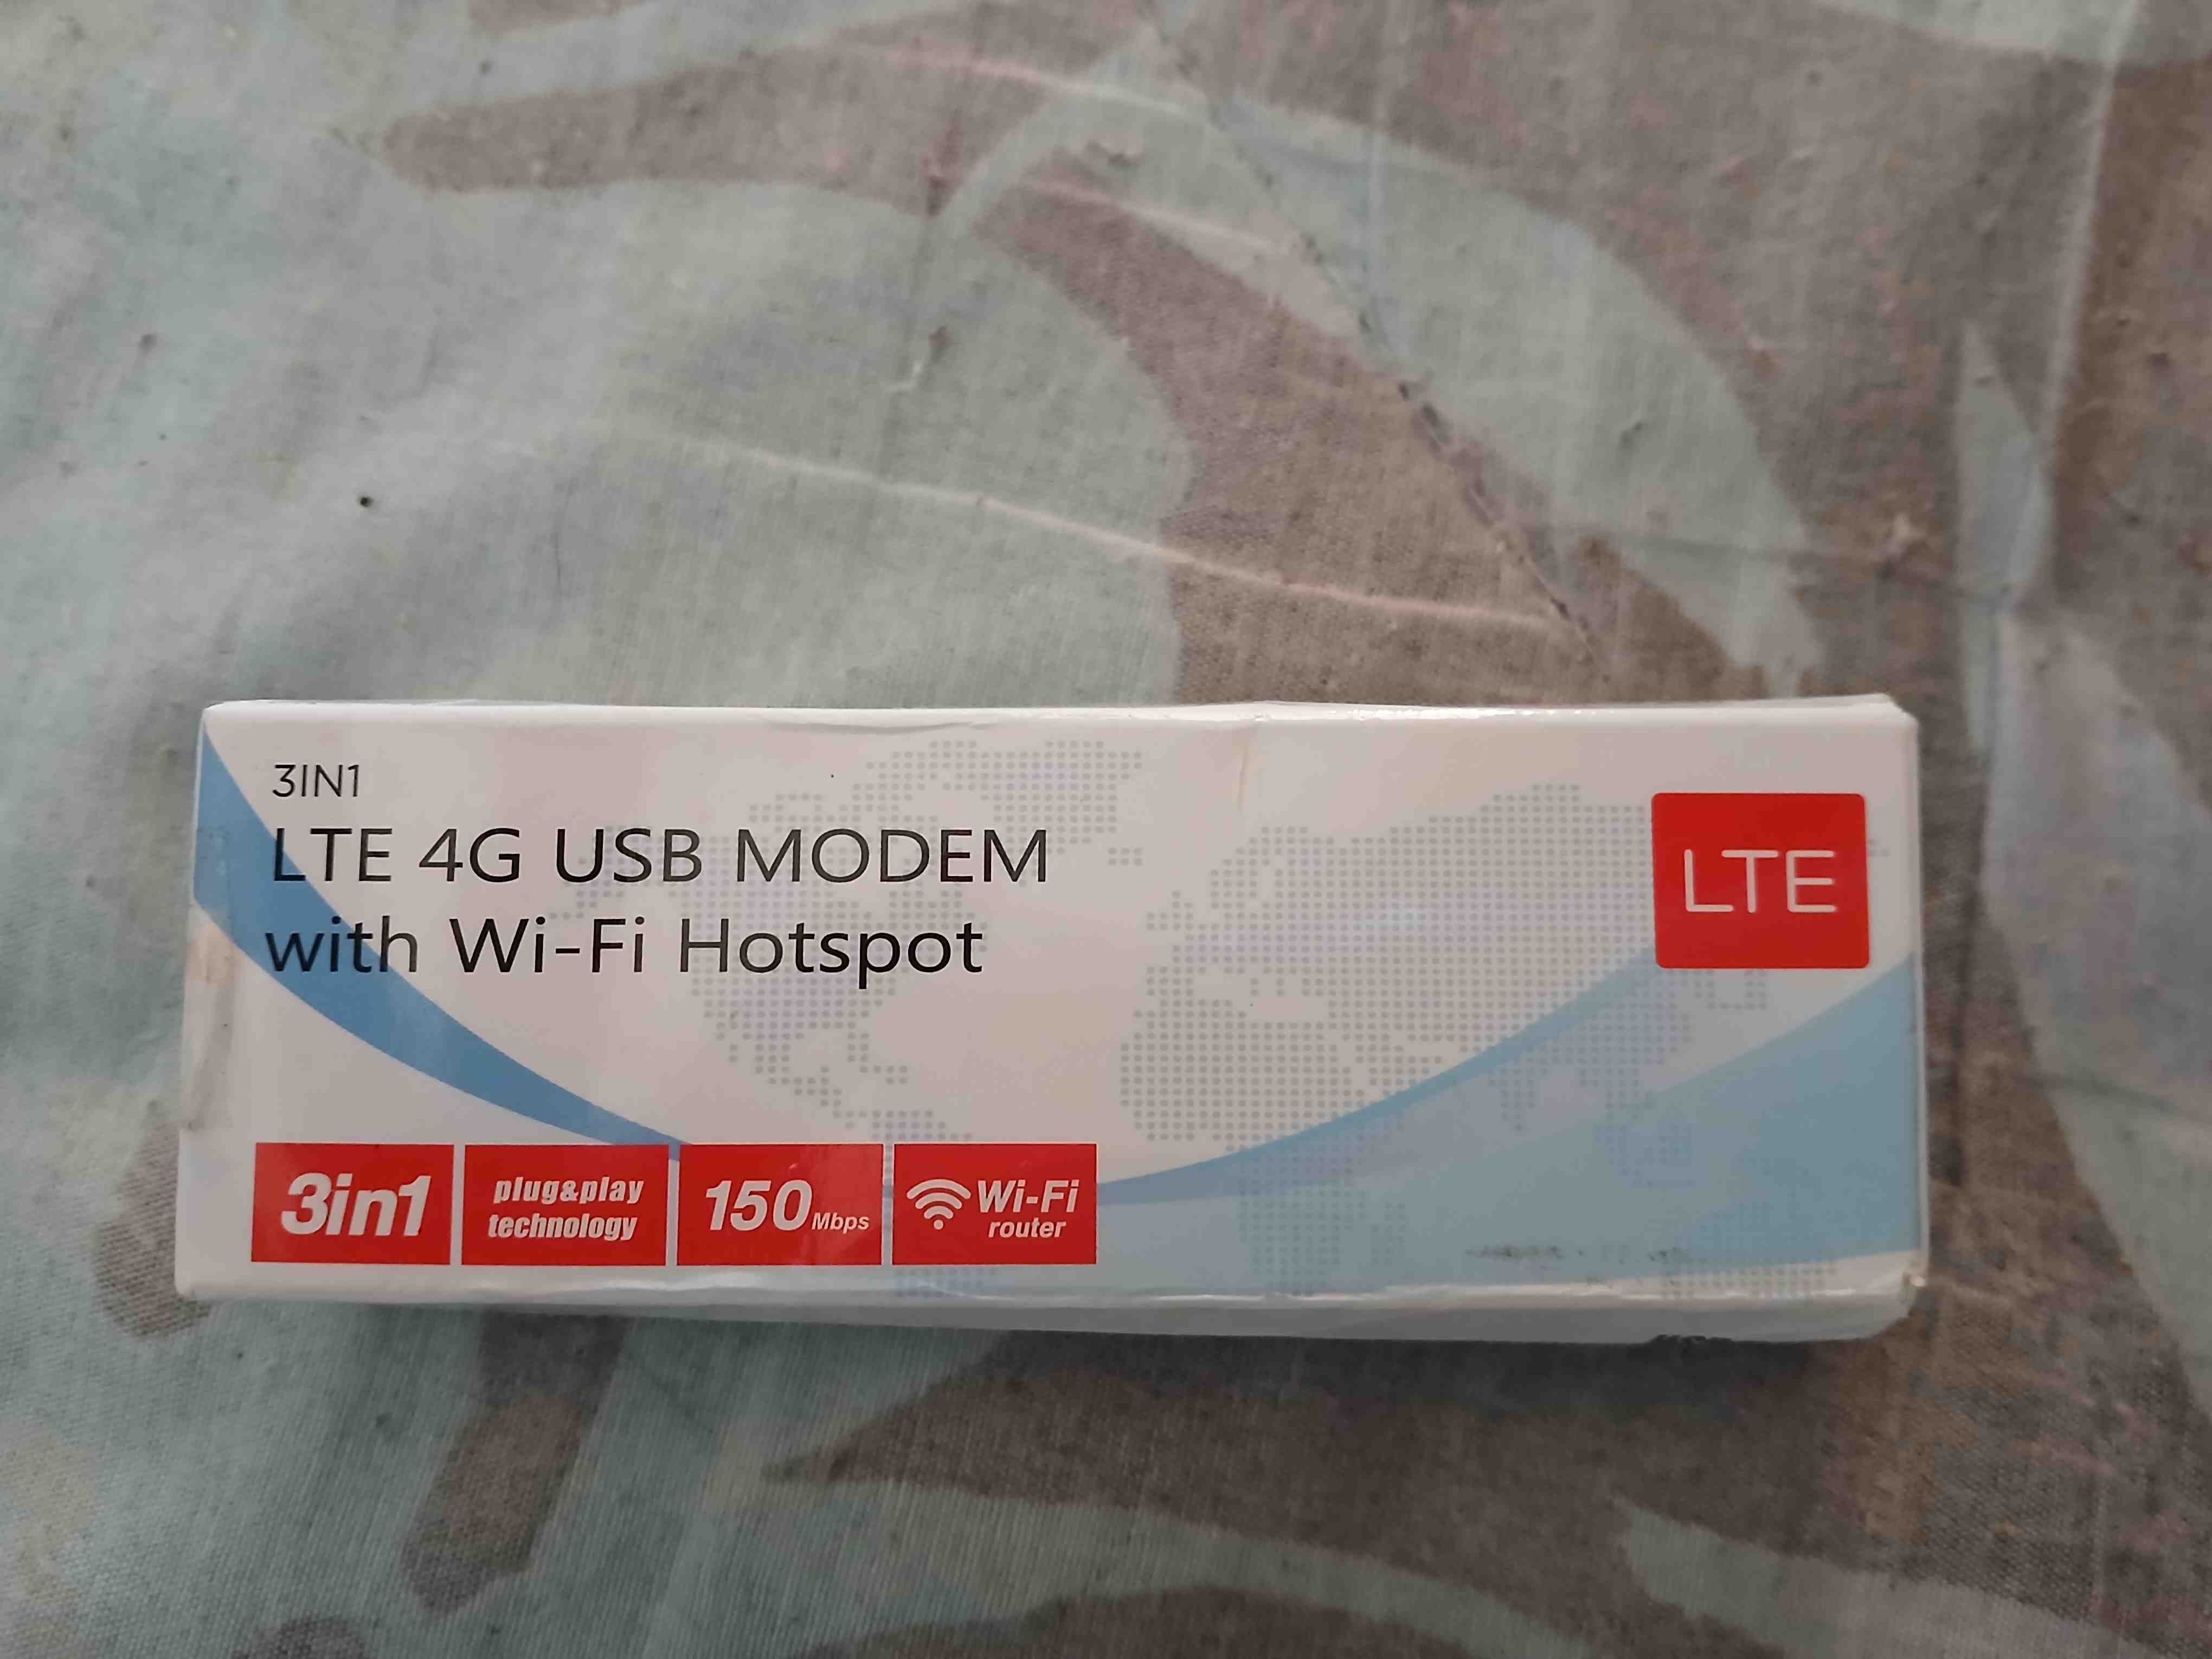 3IN1
LTE 4G USB MODEM
with Wi-Fi Hotspot
LTE
3in1
plug&play
technology
150 Mbps
Wi-Fi
router